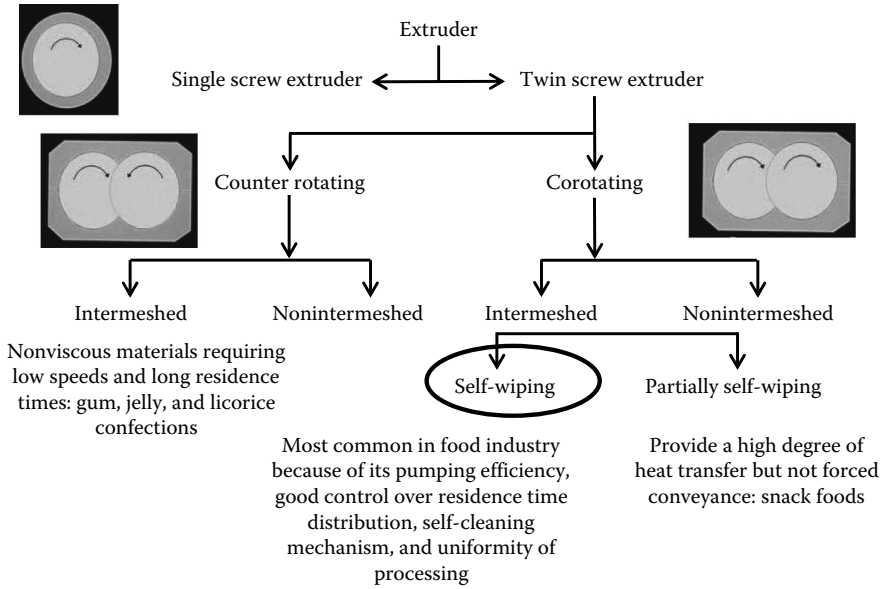 Extruder
Single screw extruder
Twin screw extruder
Counter rotating
Corotating
Intermeshed
Nonintermeshed
Intermeshed
Nonintermeshed
Nonviscous materials requiring
low speeds and long residence
times: gum, jelly, and licorice
confections
Self-wiping
Partially self-wiping
Most common in food industry
because of its pumping efficiency,
good control over residence time
distribution, self-cleaning
mechanism, and uniformity of
processing
Provide a high degree of
heat transfer but not forced
conveyance: snack foods